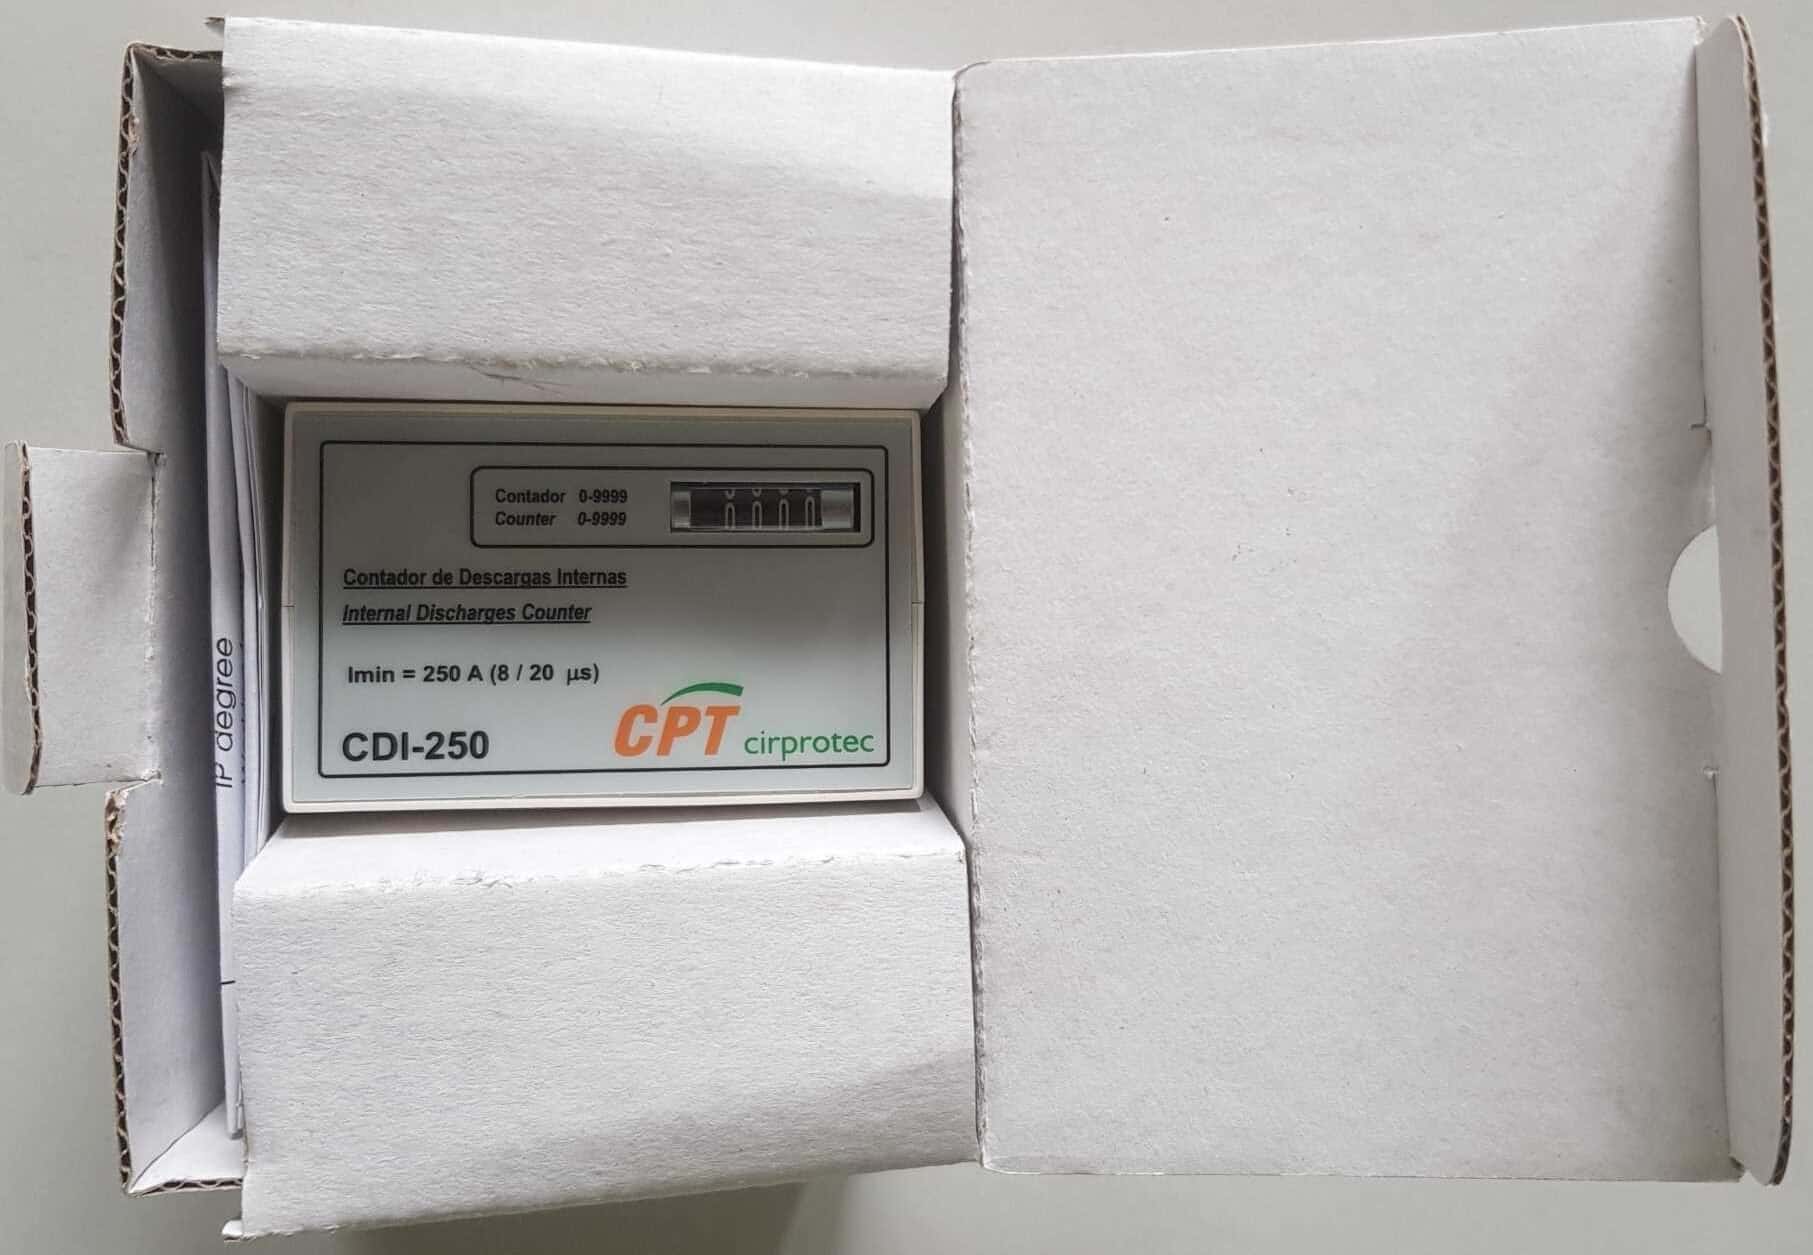 Contador 0-9999
Counter 0-9999
0000
Contador de Descargas Internas
Internal Discharges Counter
Imin = 250 A (8 / 20 μs)
CDI-250
CPT cirprotec
IP degree